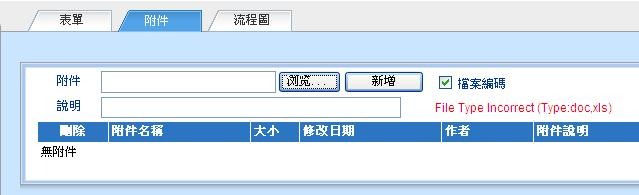 表單 附件 流程圖
附件 浏览... 新增 檔案編碼
說明 File Type Incorrect (Type:doc,xls)
刪除 附件名稱 大小 修改日期 作者 附件說明
無附件